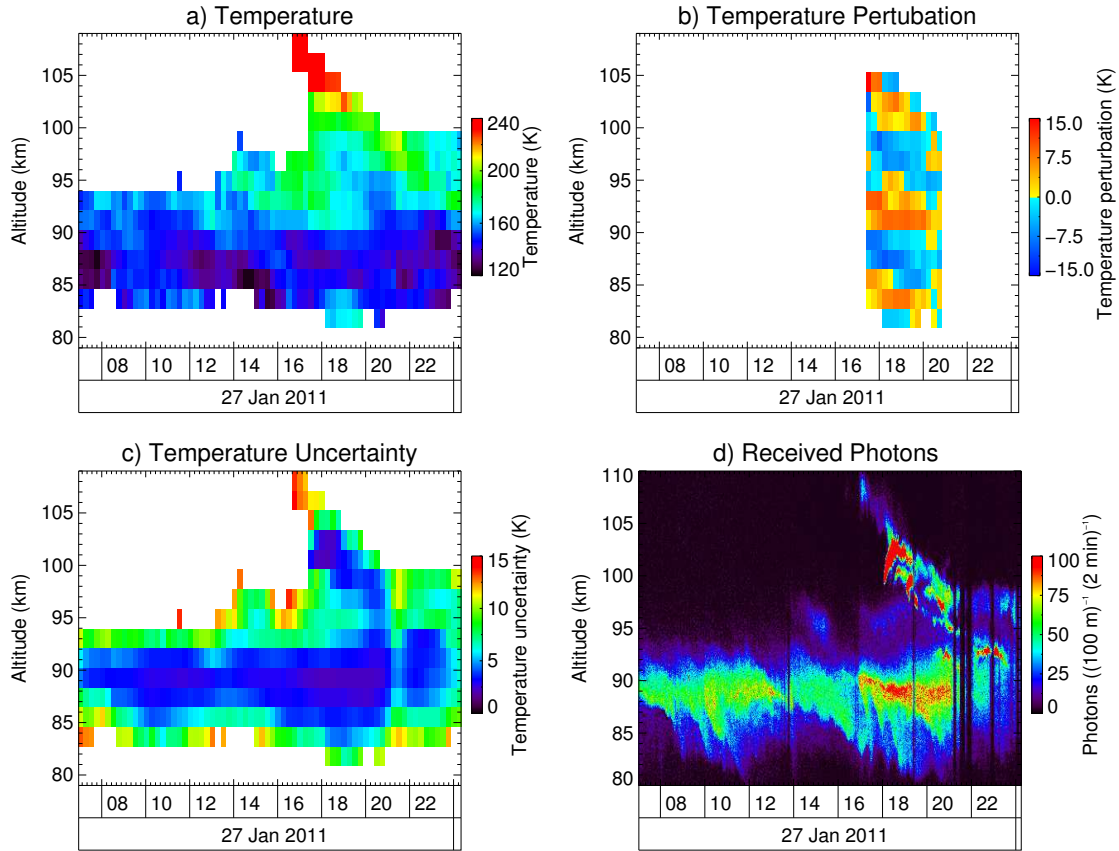 a) Temperature
Altitude (km)
105
100
95
90
85
80
08 10 12 14 16 18 20 22
27 Jan 2011
240
200
160
120
Temperature (K)
b) Temperature Pertubation
Altitude (km)
105
100
95
90
85
80
08 10 12 14 16 18 20 22
27 Jan 2011
15.0
7.5
0.0
-7.5
-15.0
Temperature perturbation (K)
c) Temperature Uncertainty
Altitude (km)
105
100
95
90
85
80
08 10 12 14 16 18 20 22
27 Jan 2011
15
10
5
0
Temperature uncertainty (K)
d) Received Photons
Altitude (km)
110
105
100
95
90
85
80
08 10 12 14 16 18 20 22
27 Jan 2011
100
75
50
25
0
Photons ((100 m)⁻¹ (2 min)⁻¹